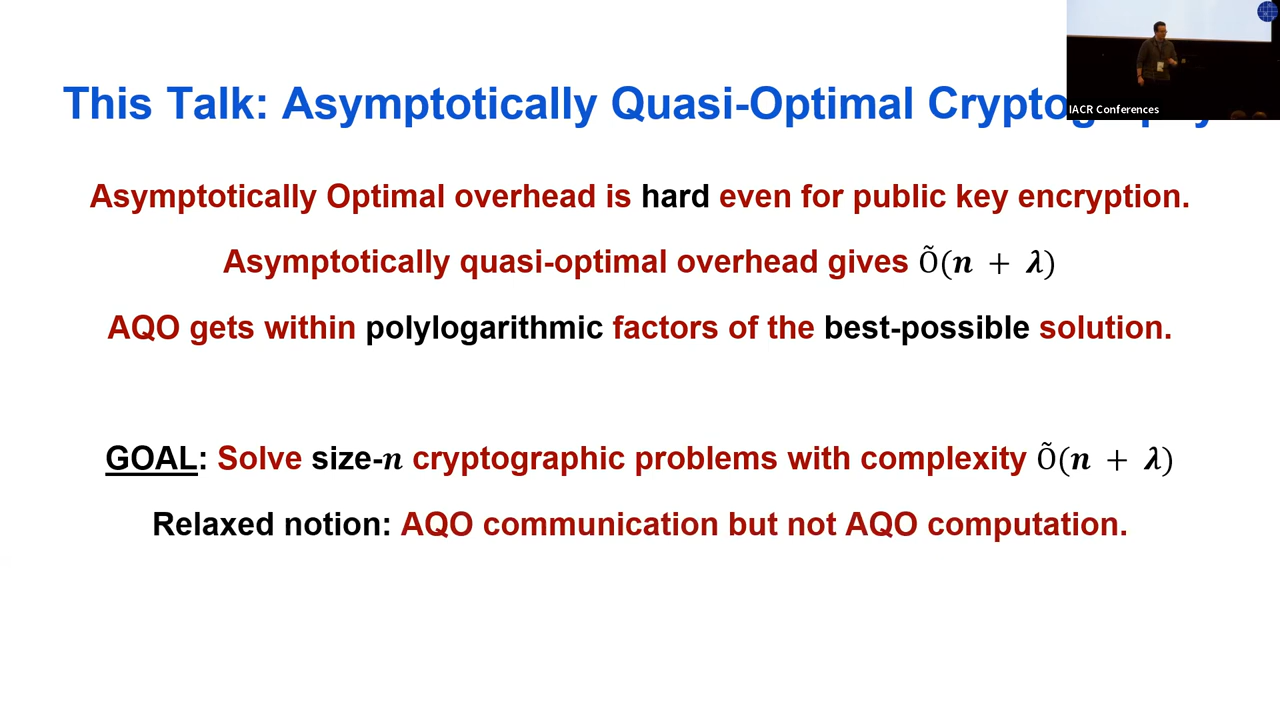 This Talk: Asymptotically Quasi-Optimal Cryptography
IACR Conferences
Asymptotically Optimal overhead is hard even for public key encryption.
Asymptotically quasi-optimal overhead gives Õ(n + λ)
AQO gets within polylogarithmic factors of the best-possible solution.
GOAL: Solve size-n cryptographic problems with complexity Õ(n + λ)
Relaxed notion: AQO communication but not AQO computation.